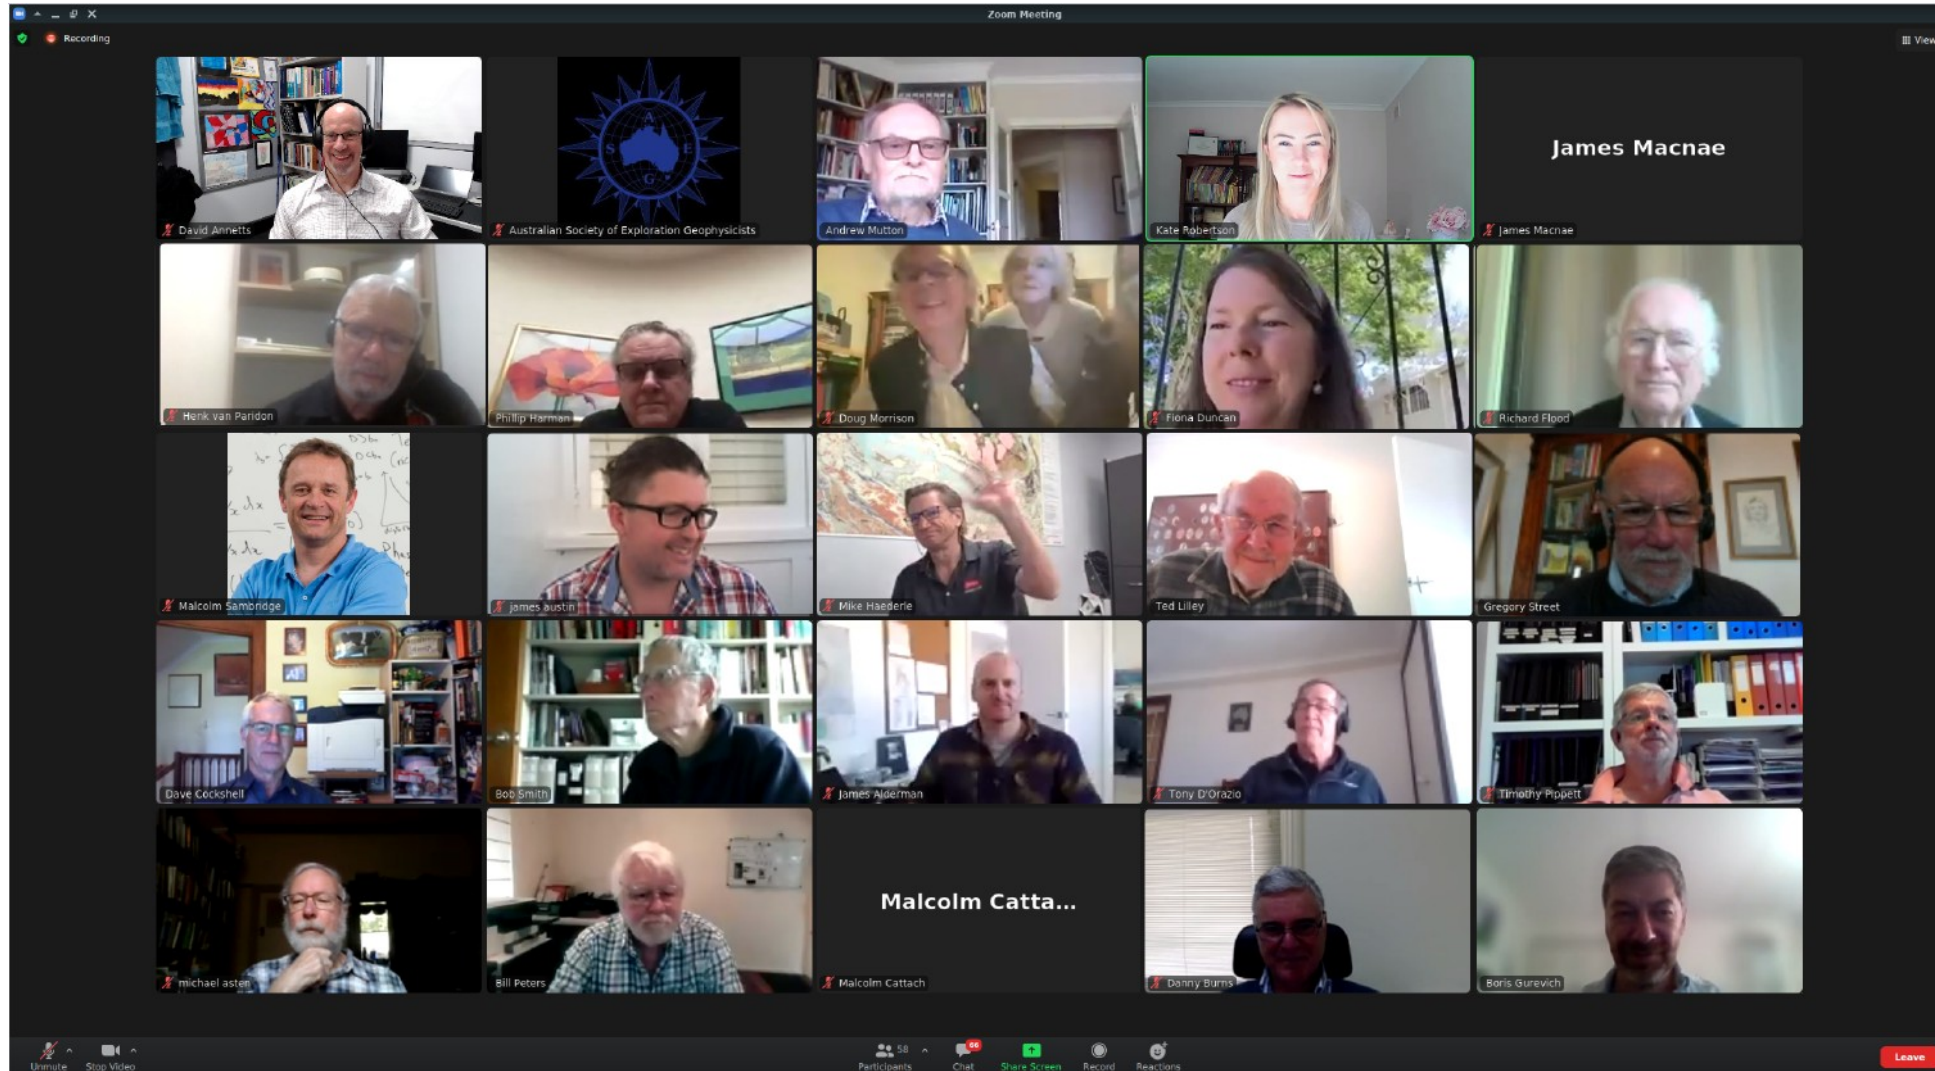 Zoom Meeting
Recording
View
David Annetts
A
S E
G
Australian Society of Exploration Geophysicists
Andrew Mutton
Kate Robertson
James Macnae
James Macnae
Henk van Paridon
Phillip Harman
Doug Morrison
Fiona Duncan
Richard Flood
Malcolm Sambridge
james austin
Mike Haederle
Ted Lilley
Gregory Street
Dave Cockshell
Bob Smith
James Alderman
Tony D'Orazio
Timothy Pippett
michael asten
Bill Peters
Malcolm Catta...
Malcolm Cattach
Danny Burns
Boris Gurevich
Unmute
Stop Video
58
Participants
66
Chat
Share Screen
Record
Reactions
Leave